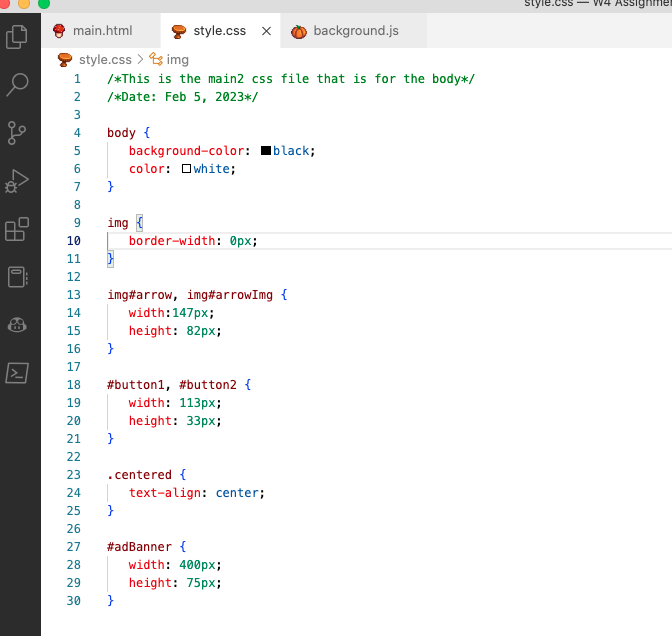 style.css — W4 Assignmen
main.html
style.css
background.js
style.css > img
1 /*This is the main2 css file that is for the body*/
2 /*Date: Feb 5, 2023*/
3
4 body {
5 background-color: black;
6 color: white;
7 }
8
9 img {
10 border-width: 0px;
11 }
12
13 img#arrow, img#arrowImg {
14 width:147px;
15 height: 82px;
16 }
17
18 #button1, #button2 {
19 width: 113px;
20 height: 33px;
21 }
22
23 .centered {
24 text-align: center;
25 }
26
27 #adBanner {
28 width: 400px;
29 height: 75px;
30 }